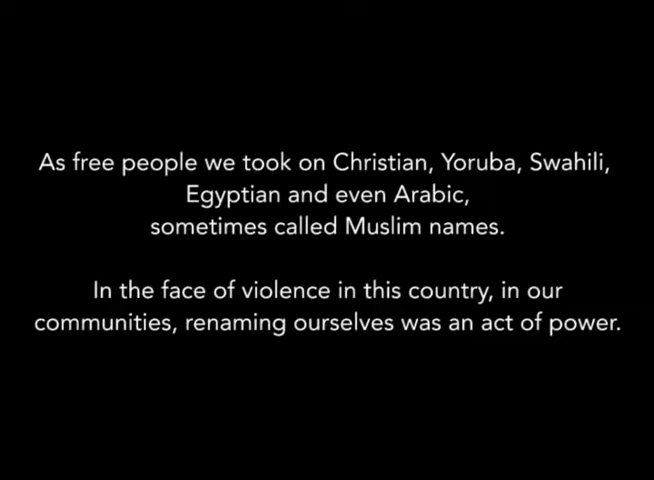 As free people we took on Christian, Yoruba, Swahili,
Egyptian and even Arabic,
sometimes called Muslim names.
In the face of violence in this country, in our
communities, renaming ourselves was an act of power.